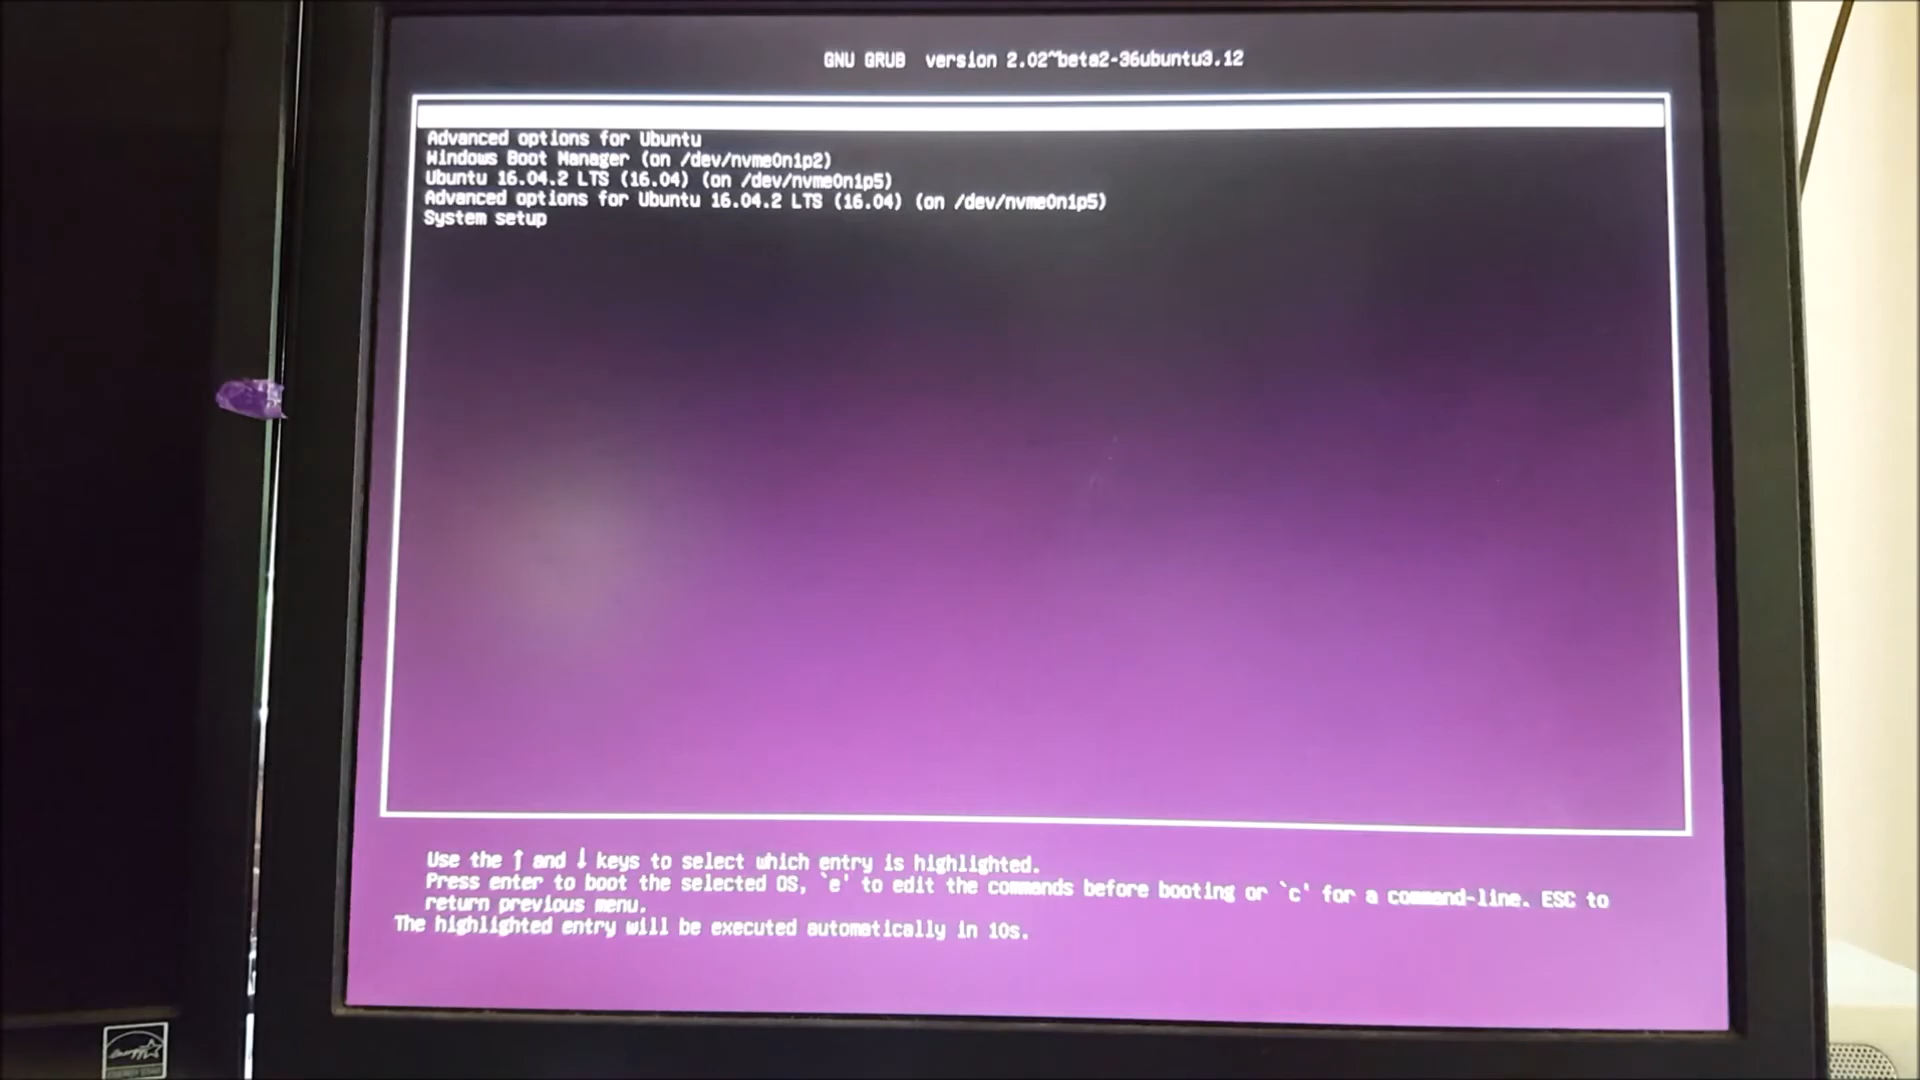 GNU GRUB version 2.02~beta2-36ubuntu3.12
Advanced options for Ubuntu
Windows Boot Manager (on /dev/nvme0n1p2)
Ubuntu 16.04.2 LTS (16.04) (on /dev/nvme0n1p5)
Advanced options for Ubuntu 16.04.2 LTS (16.04) (on /dev/nvme0n1p5)
System setup
Use the ↑ and ↓ keys to select which entry is highlighted.
Press enter to boot the selected OS, `e' to edit the commands before booting or `c' for a command-line. ESC to
return previous menu.
The highlighted entry will be executed automatically in 10s.
energy